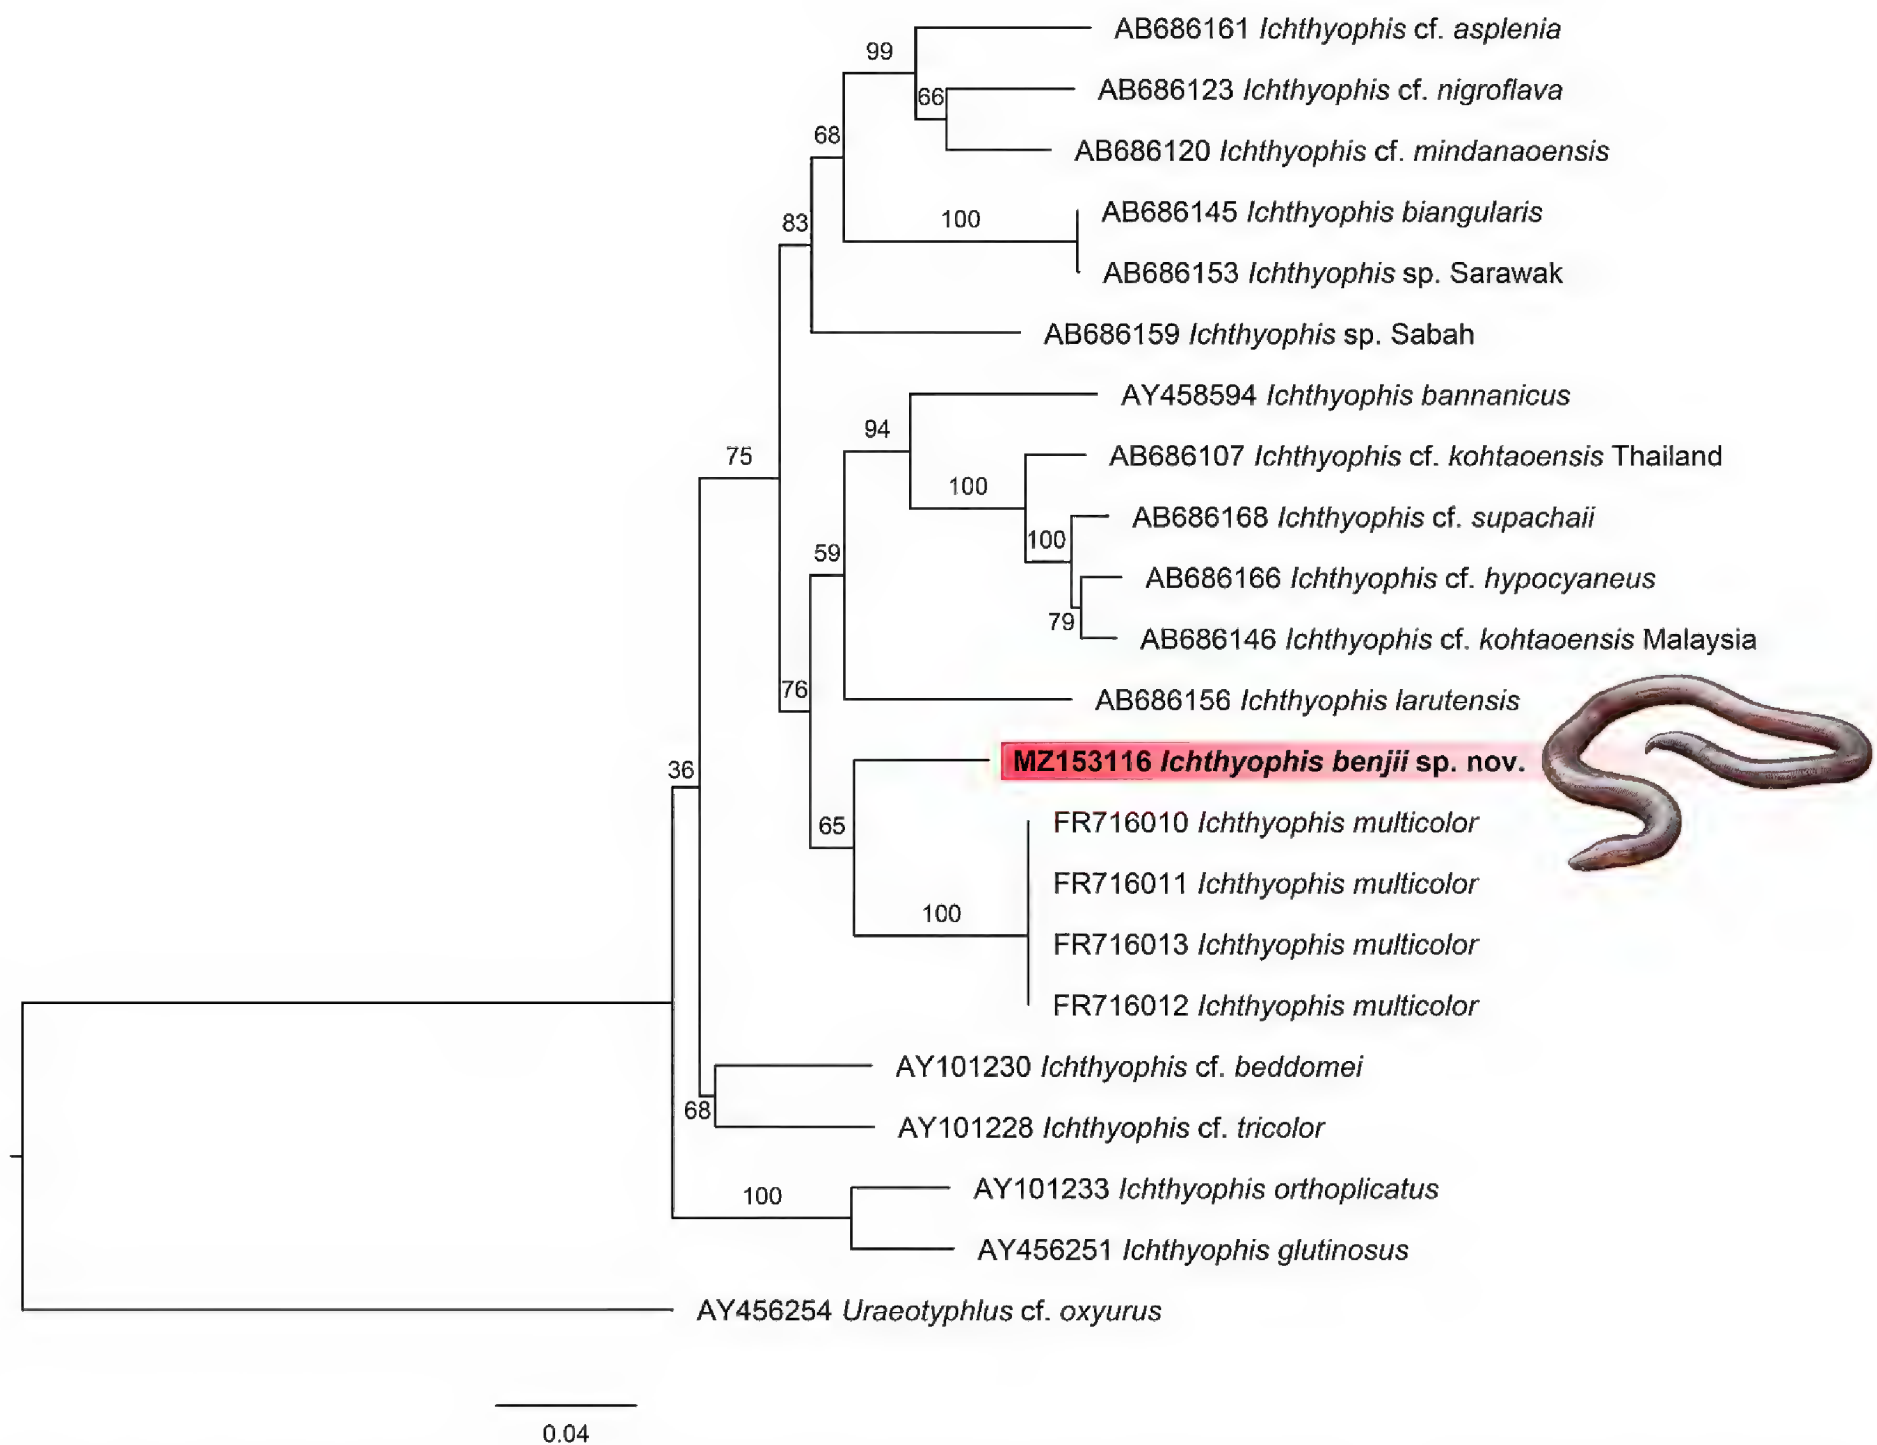 AB686161 Ichthyophis cf. asplenia
99
AB686123 Ichthyophis cf. nigroflava
66
68
AB686120 Ichthyophis cf. mindanaoensis
AB686145 Ichthyophis biangularis
100
83
AB686153 Ichthyophis sp. Sarawak
AB686159 Ichthyophis sp. Sabah
AY458594 Ichthyophis bannanicus
94
75
AB686107 Ichthyophis cf. kohtaoensis Thailand
100
AB686168 Ichthyophis cf. supachaii
100
59
AB686166 Ichthyophis cf. hypocyaneus
79
AB686146 Ichthyophis cf. kohtaoensis Malaysia
76
AB686156 Ichthyophis larutensis
MZ153116 Ichthyophis benjii sp. nov.
36
65
FR716010 Ichthyophis multicolor
FR716011 Ichthyophis multicolor
100
FR716013 Ichthyophis multicolor
FR716012 Ichthyophis multicolor
AY101230 Ichthyophis cf. beddomei
68
AY101228 Ichthyophis cf. tricolor
100
AY101233 Ichthyophis orthoplicatus
AY456251 Ichthyophis glutinosus
AY456254 Uraeotyphlus cf. oxyurus
0.04